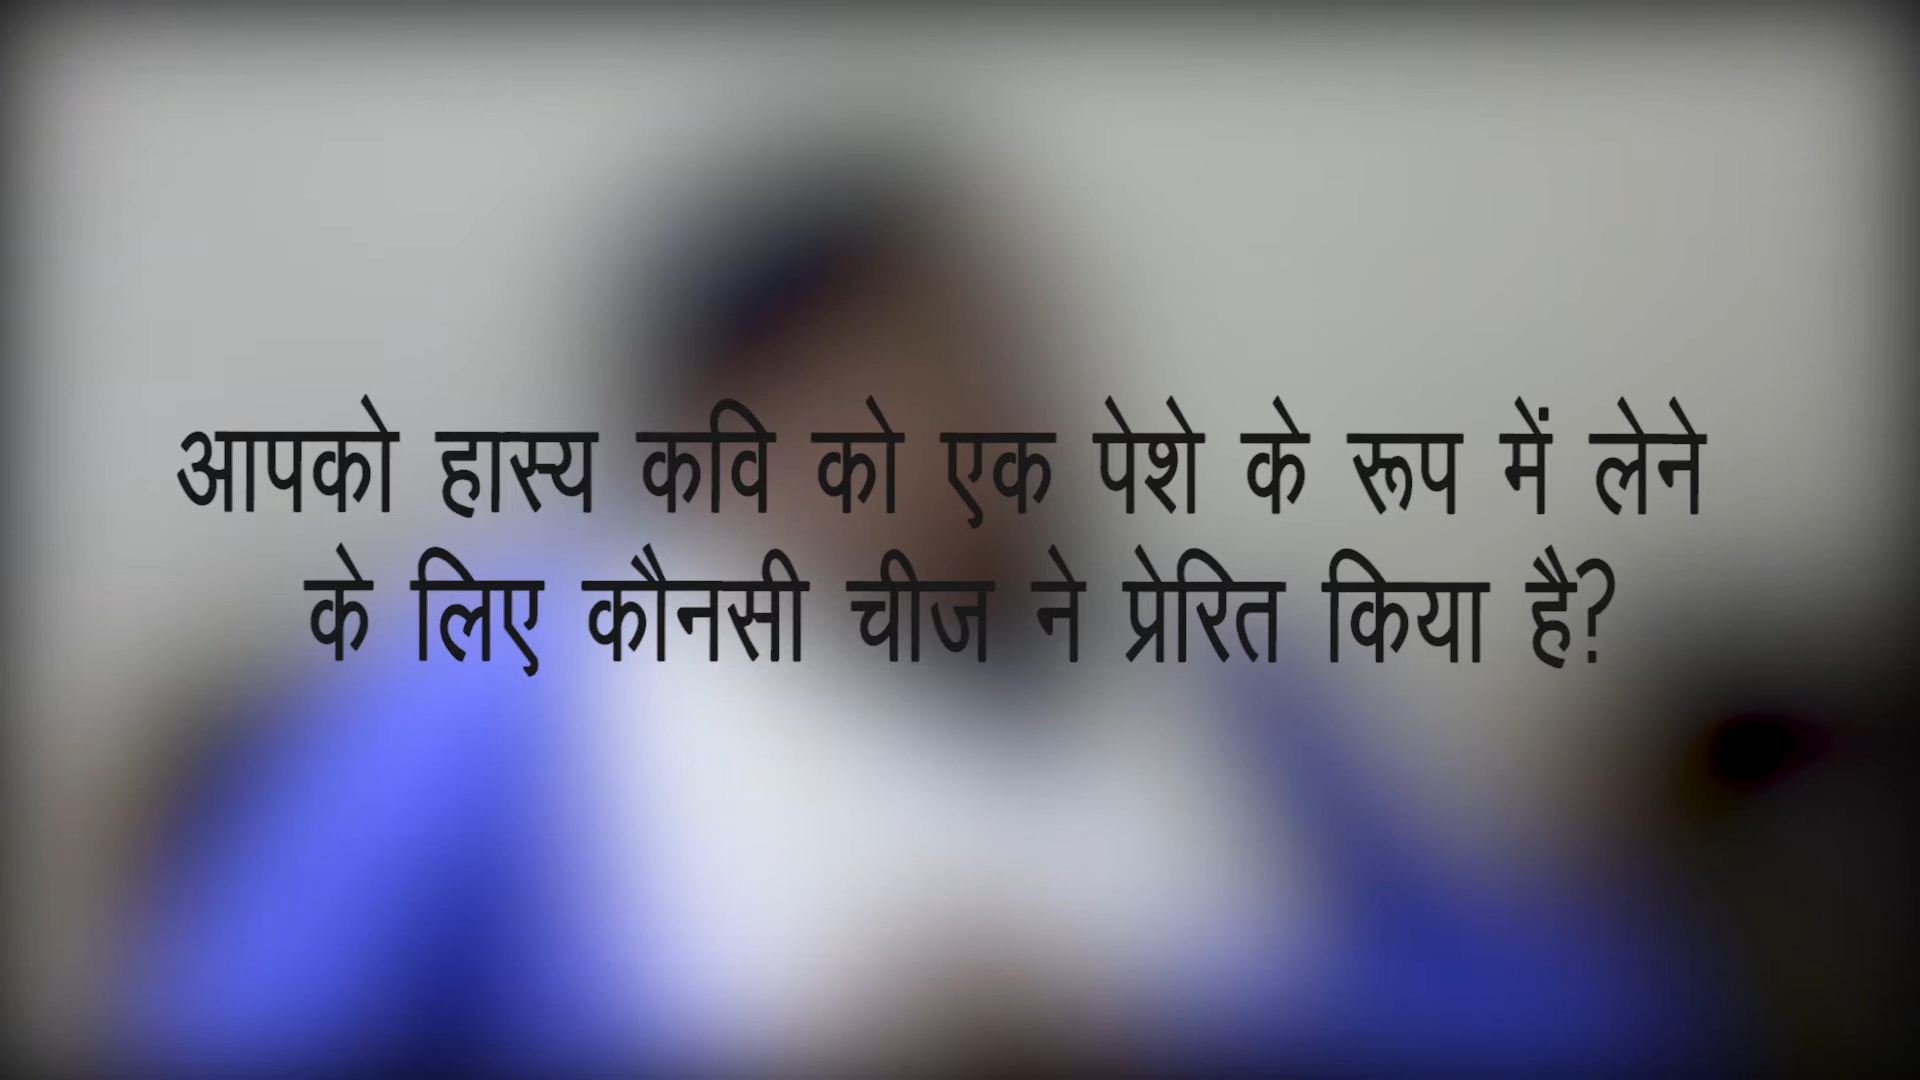 आपको हास्य कवि को एक पेशे के रूप में लेने
के लिए कौनसी चीज ने प्रेरित किया है?